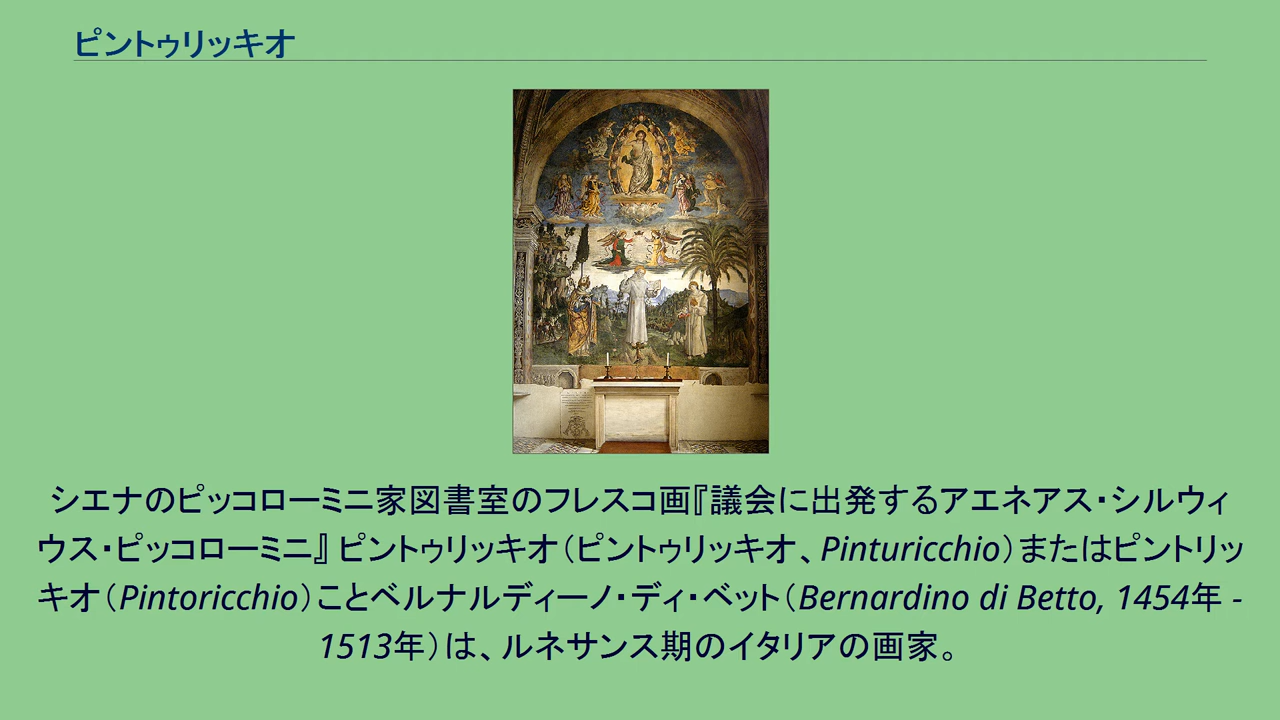 ピントゥリッキオ
シエナのピッコローミニ家図書室のフレスコ画『議会に出発するアエネアス・シルウィ
ウス・ピッコローミニ』 ピントゥリッキオ（ピントゥリッキオ、Pinturicchio）またはピントリッ
キオ（Pintoricchio）ことベルナルディーノ・ディ・ベット（Bernardino di Betto, 1454年 -
1513年）は、ルネサンス期のイタリアの画家。